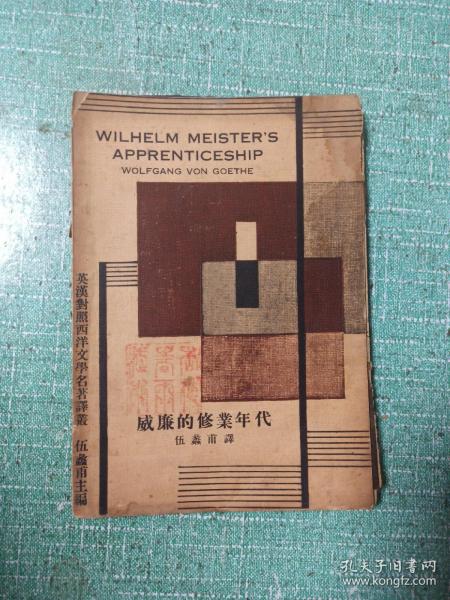 WILHELM MEISTER'S
APPRENTICESHIP
WOLFGANG VON GOETHE
英漢對照西洋文學名著譯叢 伍蠡甫主編
威廉的修業年代
伍蠡甫譯
孔夫子旧书网
www.kongfz.com